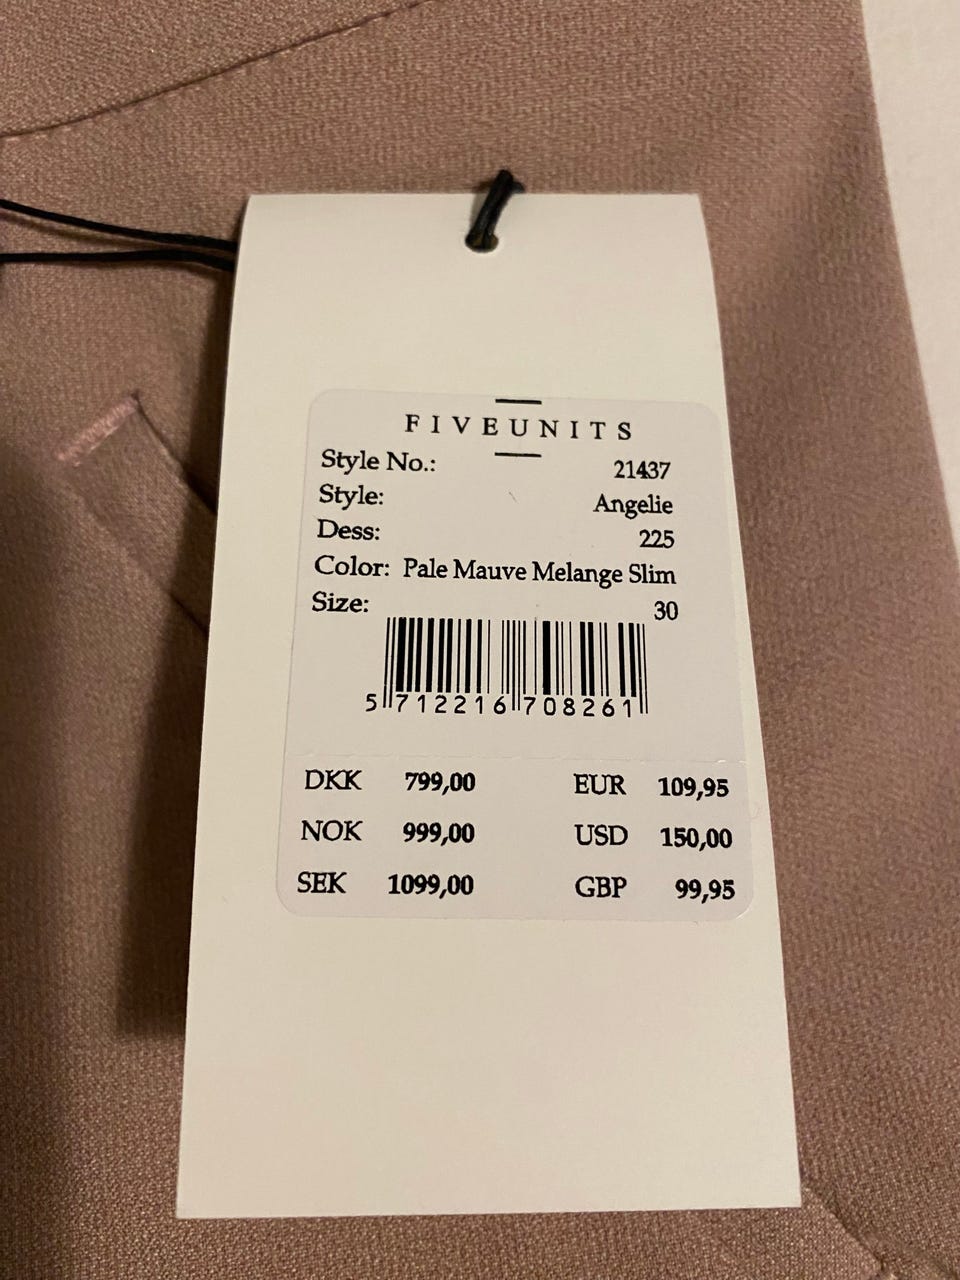 FIVEUNITS
Style No.: 21437
Style: Angelie
Dess: 225
Color: Pale Mauve Melange Slim
Size: 30
5 712216 708261
DKK 799,00 EUR 109,95
NOK 999,00 USD 150,00
SEK 1099,00 GBP 99,95